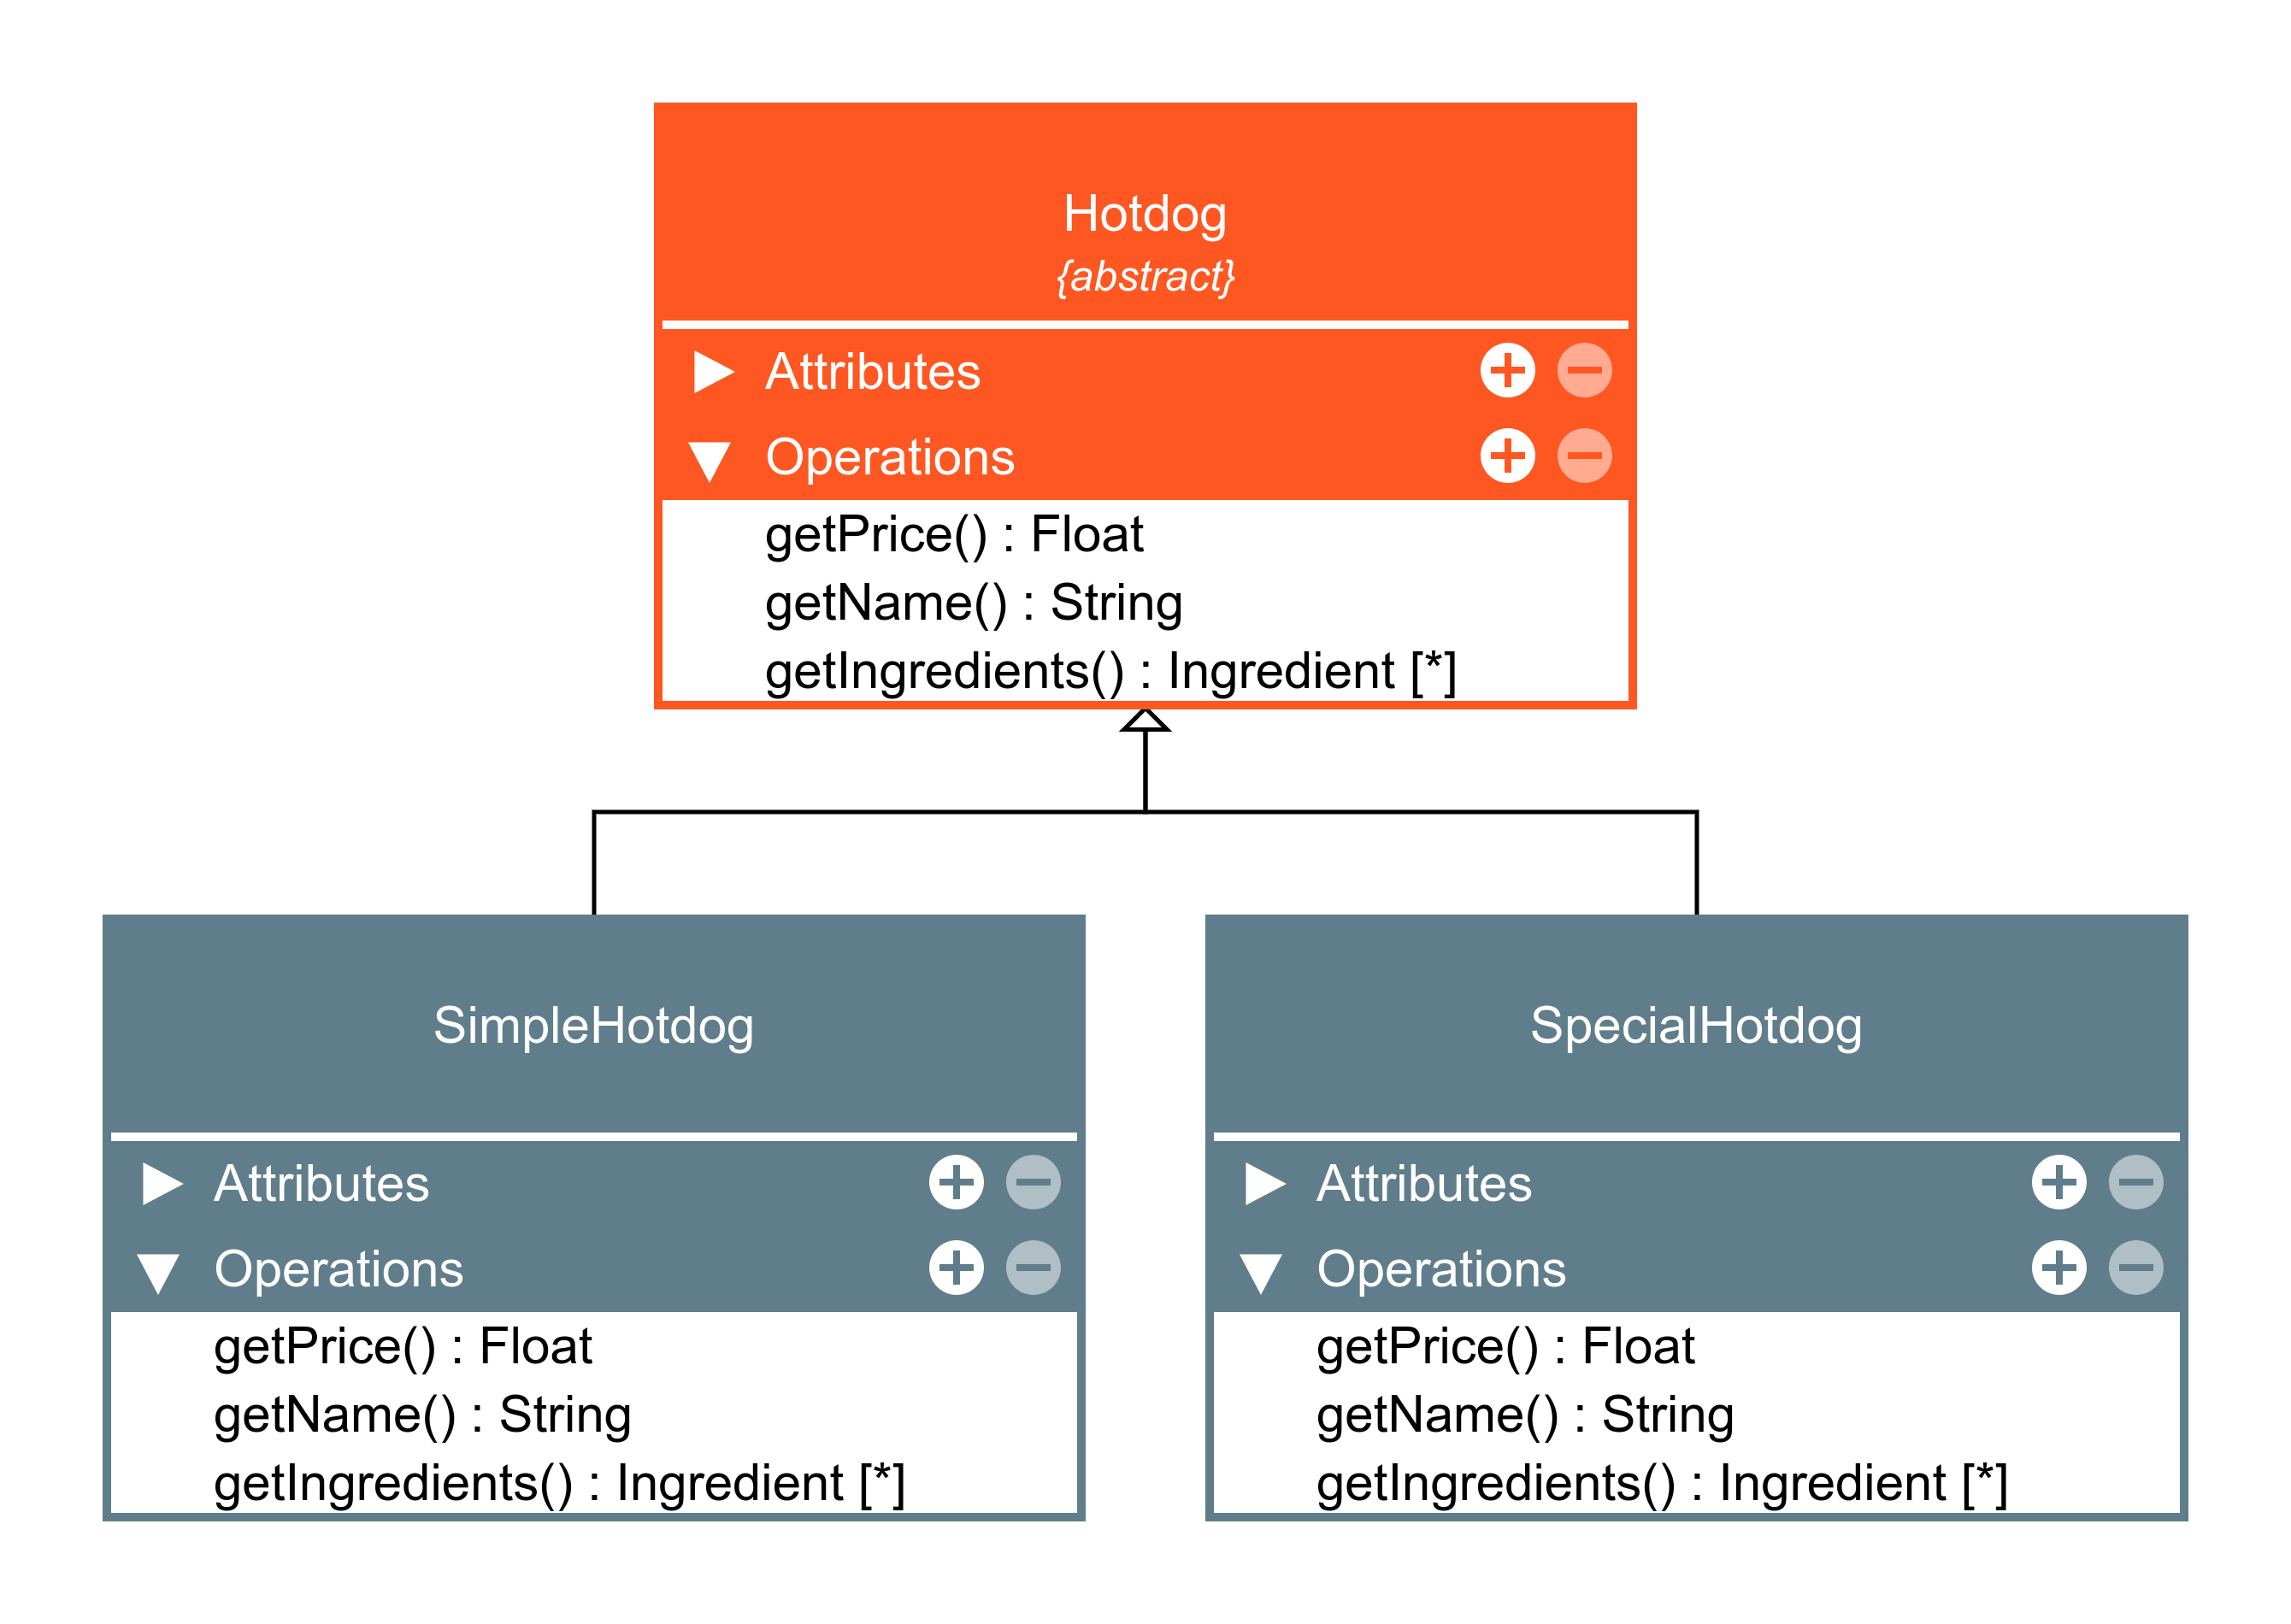 Hotdog
{abstract}
Attributes
Operations
getPrice() : Float
getName() : String
getIngredients() : Ingredient [*]
SimpleHotdog
Attributes
Operations
getPrice() : Float
getName() : String
getIngredients() : Ingredient [*]
SpecialHotdog
Attributes
Operations
getPrice() : Float
getName() : String
getIngredients() : Ingredient [*]